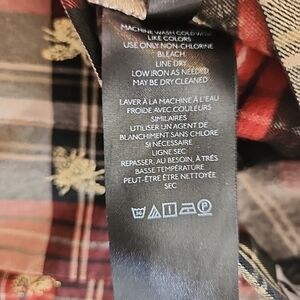 MACHINE WASH COLD WITH
LIKE COLORS
USE ONLY NON-CHLORINE
BLEACH
LINE DRY
LOW IRON AS NEEDED
MAY BE DRY CLEANED
LAVER À LA MACHINE À L'EAU
FROIDE AVEC COULEURS
SIMILAIRES
UTILISER UN AGENT DE
BLANCHIMENT SANS CHLORE
SI NÉCESSAIRE
LIGNE SEC
REPASSER, AU BESOIN, À TRÈS
BASSE TEMPÉRATURE
PEUT-ÊTRE ÊTRE NETTOYÉE
SEC